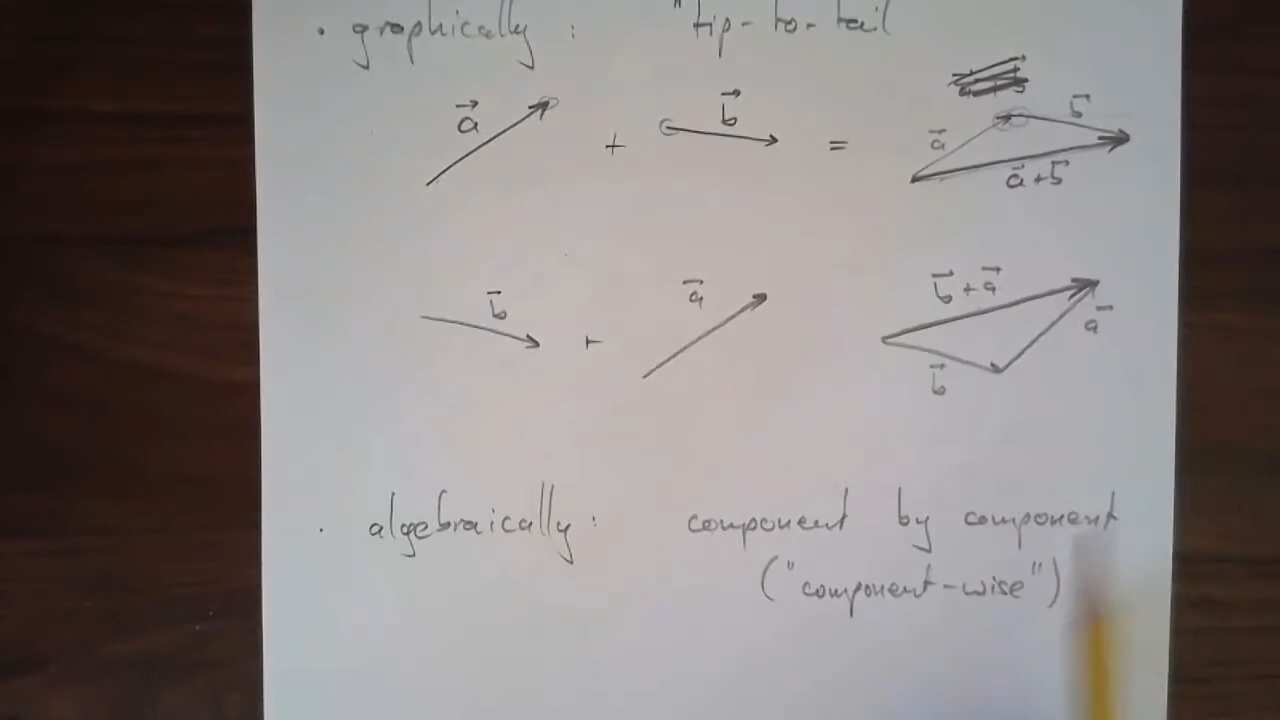 · graphically : "tip-to-tail
a⃗ + b⃗ = a⃗ b⃗ a⃗+b⃗
b⃗ + a⃗ b⃗+a⃗ b⃗ a⃗
· algebraically : component by component
("component-wise")